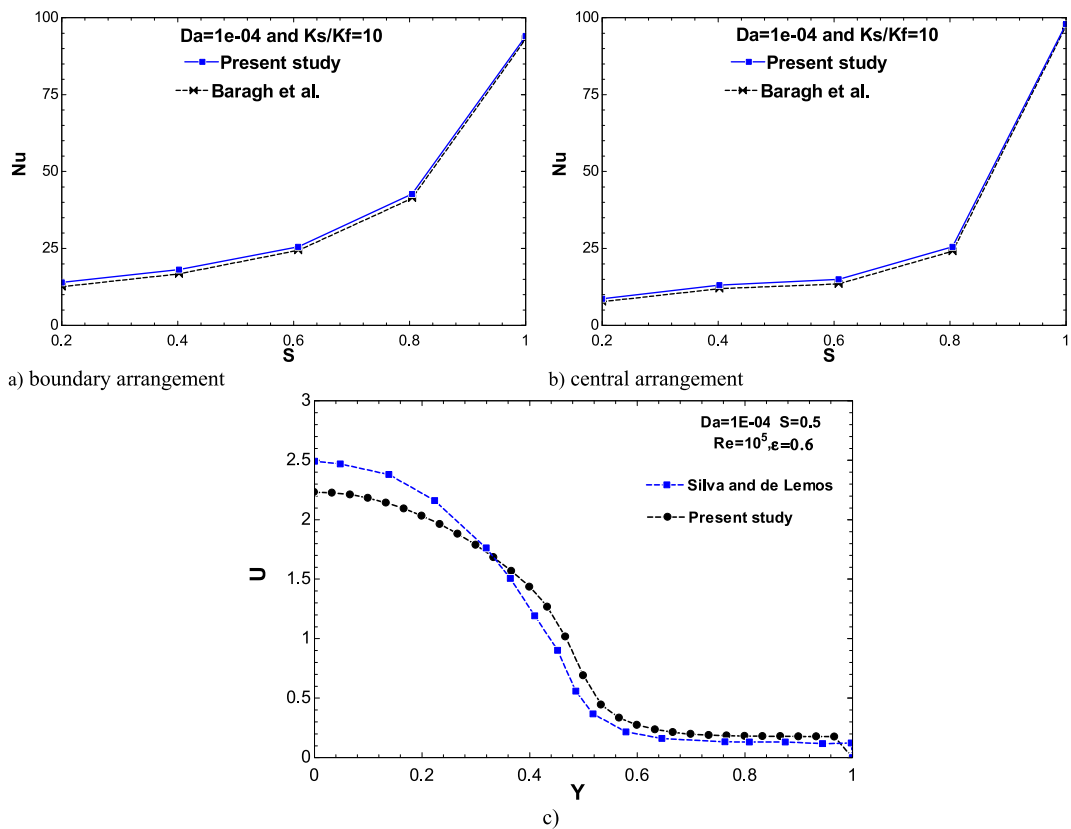 Da=1e-04 and Ks/Kf=10
Present study
Baragh et al.
Nu
100
75
50
25
0
0.2 0.4 0.6 0.8 1
S
a) boundary arrangement
Da=1e-04 and Ks/Kf=10
Present study
Baragh et al.
Nu
100
75
50
25
0
0.2 0.4 0.6 0.8 1
S
b) central arrangement
Da=1E-04 S=0.5
Re=10⁵,ε=0.6
Silva and de Lemos
Present study
U
3
2.5
2
1.5
1
0.5
0
0 0.2 0.4 0.6 0.8 1
Y
c)